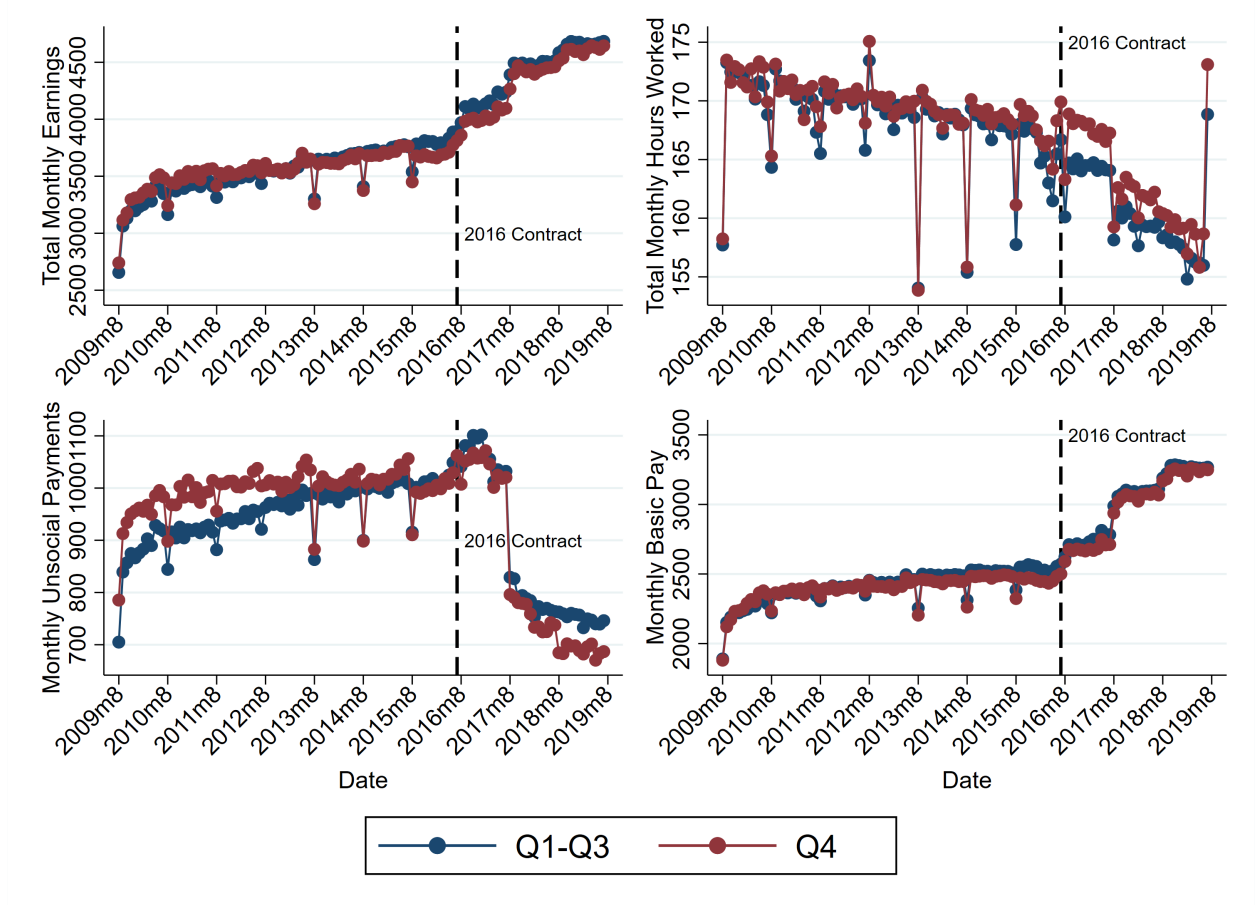 Total Monthly Earnings
4500
4000
3500
3000
2500
2016 Contract
2009m8
2010m8
2011m8
2012m8
2013m8
2014m8
2015m8
2016m8
2017m8
2018m8
2019m8
Total Monthly Hours Worked
175
170
165
160
155
2016 Contract
2009m8
2010m8
2011m8
2012m8
2013m8
2014m8
2015m8
2016m8
2017m8
2018m8
2019m8
Monthly Unsocial Payments
1100
1000
900
800
700
2016 Contract
2009m8
2010m8
2011m8
2012m8
2013m8
2014m8
2015m8
2016m8
2017m8
2018m8
2019m8
Date
Monthly Basic Pay
3500
3000
2500
2000
2016 Contract
2009m8
2010m8
2011m8
2012m8
2013m8
2014m8
2015m8
2016m8
2017m8
2018m8
2019m8
Date
Q1-Q3
Q4